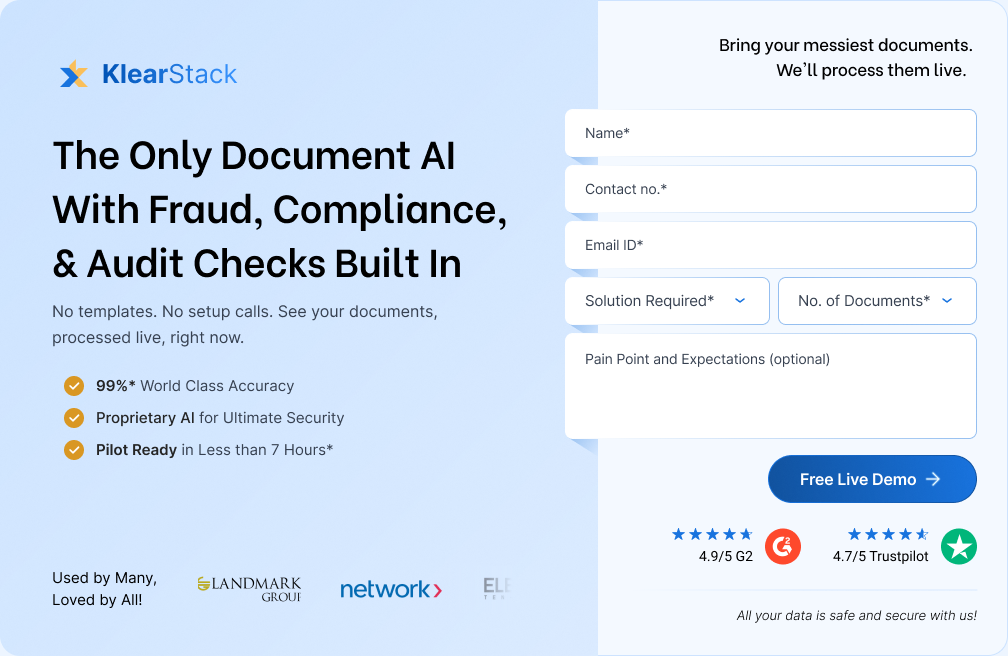 KlearStack
The Only Document AI
With Fraud, Compliance,
& Audit Checks Built In
No templates. No setup calls. See your documents,
processed live, right now.
99%* World Class Accuracy
Proprietary AI for Ultimate Security
Pilot Ready in Less than 7 Hours*
Used by Many,
Loved by All!
LANDMARK
GROUP
network
Bring your messiest documents.
We'll process them live.
Name*
Contact no.*
Email ID*
Solution Required*
No. of Documents*
Pain Point and Expectations (optional)
Free Live Demo
4.9/5 G2
4.7/5 Trustpilot
All your data is safe and secure with us!